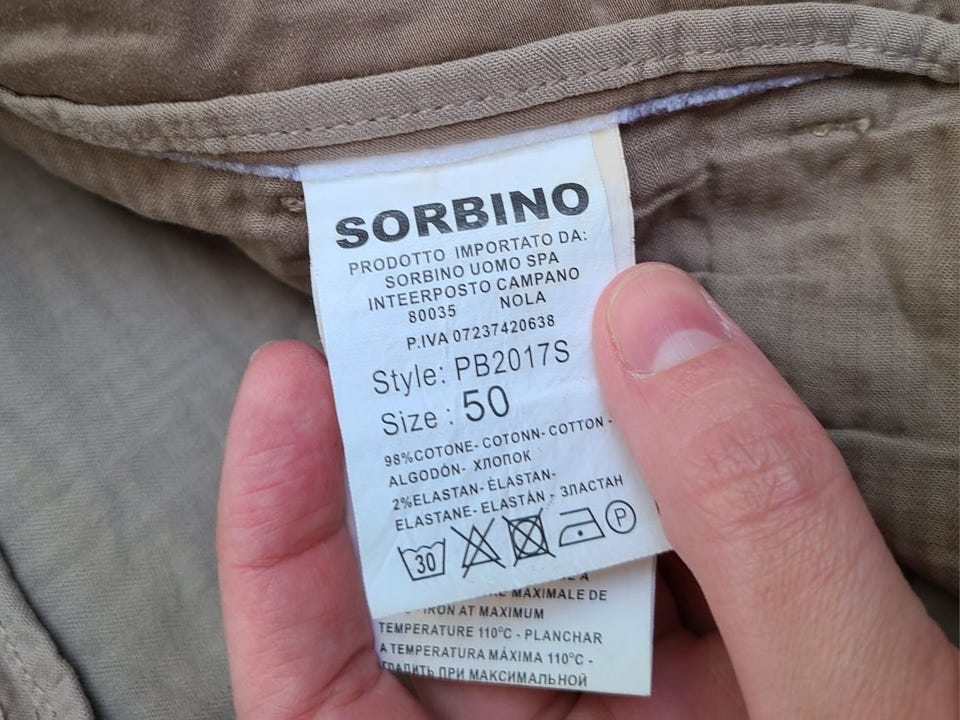 SORBINO
PRODOTTO IMPORTATO DA:
SORBINO UOMO SPA
INTEERPOSTO CAMPANO
80035 NOLA
P.IVA 07237420638
Style: PB2017S
Size : 50
98%COTONE- COTONN- COTTON -
ALGODÓN- ХЛОПОК
2%ELASTAN- ÈLASTAN-
ELASTANE- ELASTÁN - ЗЛАСТАН
30 P
A
MAXIMALE DE
IRON AT MAXIMUM
TEMPERATURE 110°C - PLANCHAR
A TEMPERATURA MÁXIMA 110°C -
ГЛАДИТЬ ПРИ МАКСИМАЛЬНОЙ